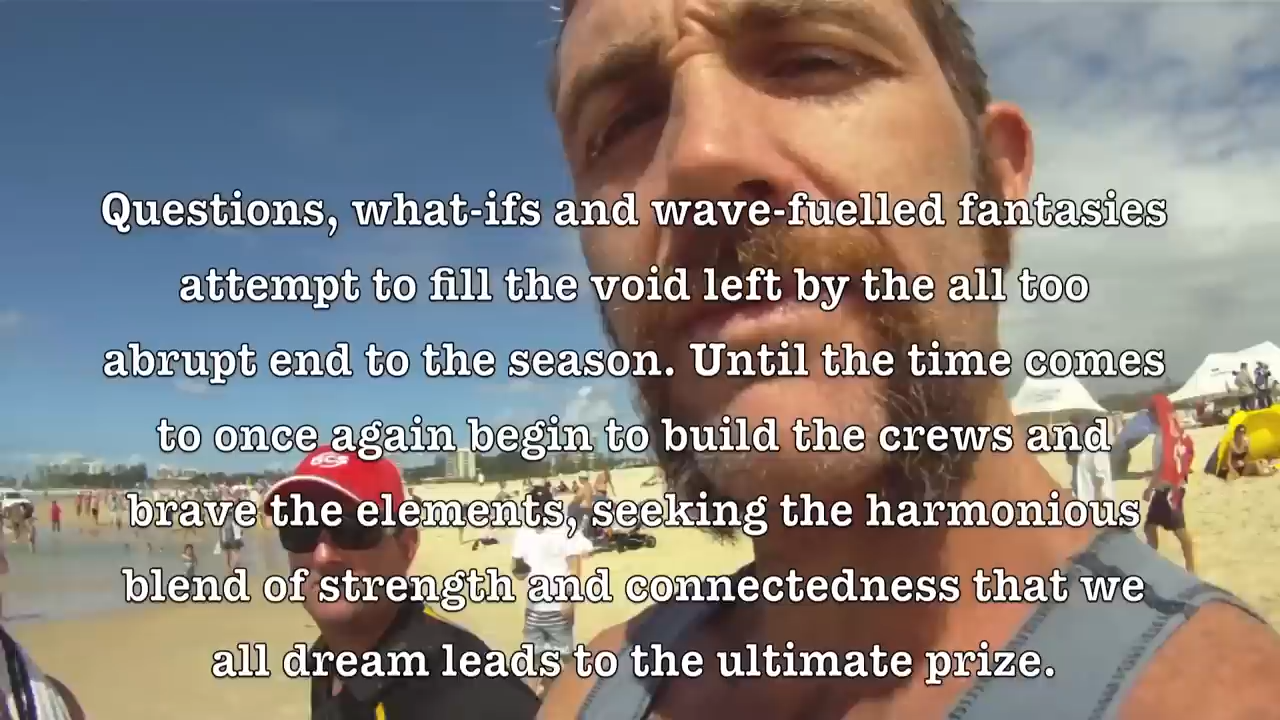 Questions, what-ifs and wave-fuelled fantasies
attempt to fill the void left by the all too
abrupt end to the season. Until the time comes
to once again begin to build the crews and
brave the elements, seeking the harmonious
blend of strength and connectedness that we
all dream leads to the ultimate prize.